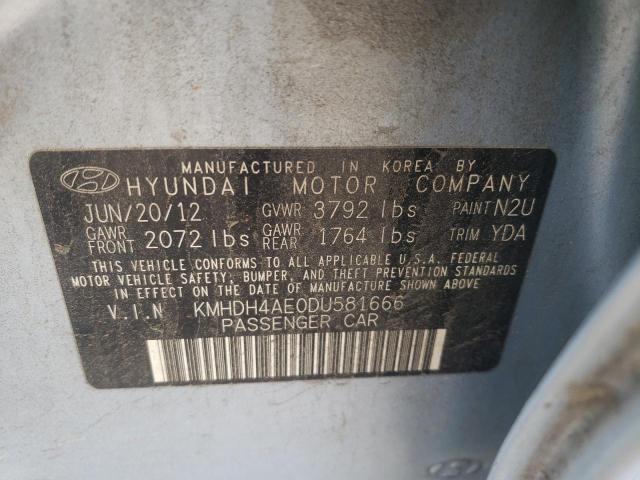 MANUFACTURED IN KOREA BY
HYUNDAI MOTOR COMPANY
JUN/20/12 GVWR 3792 lbs PAINT N2U
GAWR FRONT 2072 lbs GAWR REAR 1764 lbs TRIM YDA
THIS VEHICLE CONFORMS TO ALL APPLICABLE U.S.A. FEDERAL
MOTOR VEHICLE SAFETY, BUMPER, AND THEFT PREVENTION STANDARDS
IN EFFECT ON THE DATE OF MANUFACTURE SHOWN ABOVE
V.I.N KMHDH4AE0DU581666
PASSENGER CAR